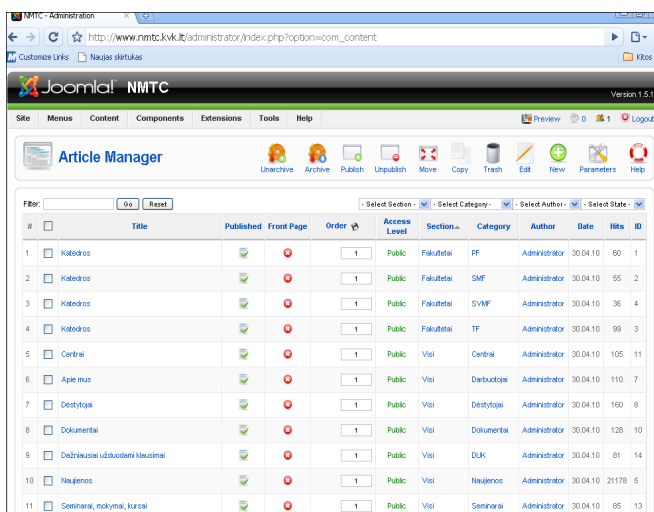 NMTC - Administration
http://www.nmtc.kvk.lt/administrator/index.php?option=com_content
Customize Links Naujas skirtukas Kitos
Joomla! NMTC
Version 1.5.1
Site Menus Content Components Extensions Tools Help Preview 0 1 Logout
Article Manager
Unarchive Archive Publish Unpublish Move Copy Trash Edit New Parameters Help
Filter: Go Reset - Select Section - - Select Category - - Select Author - - Select State -
# Title Published Front Page Order Access Level Section Category Author Date Hits ID
1 Katedros 1 Public Fakultetai PF Administrator 30.04.10 60 1
2 Katedros 1 Public Fakultetai SMF Administrator 30.04.10 55 2
3 Katedros 1 Public Fakultetai SVMF Administrator 30.04.10 36 4
4 Katedros 1 Public Fakultetai TF Administrator 30.04.10 99 3
5 Centrai 1 Public Visi Centrai Administrator 30.04.10 105 11
6 Apie mus 1 Public Visi Darbuotojai Administrator 30.04.10 110 7
7 Dėstytojai 1 Public Visi Dėstytojai Administrator 30.04.10 160 8
8 Dokumentai 1 Public Visi Dokumentai Administrator 30.04.10 128 10
9 Dažniausiai užduodami klausimai 1 Public Visi DUK Administrator 30.04.10 81 14
10 Naujienos 1 Public Visi Naujienos Administrator 30.04.10 21178 5
11 Seminarai, mokymai, kursai 1 Public Visi Seminarai Administrator 30.04.10 85 13